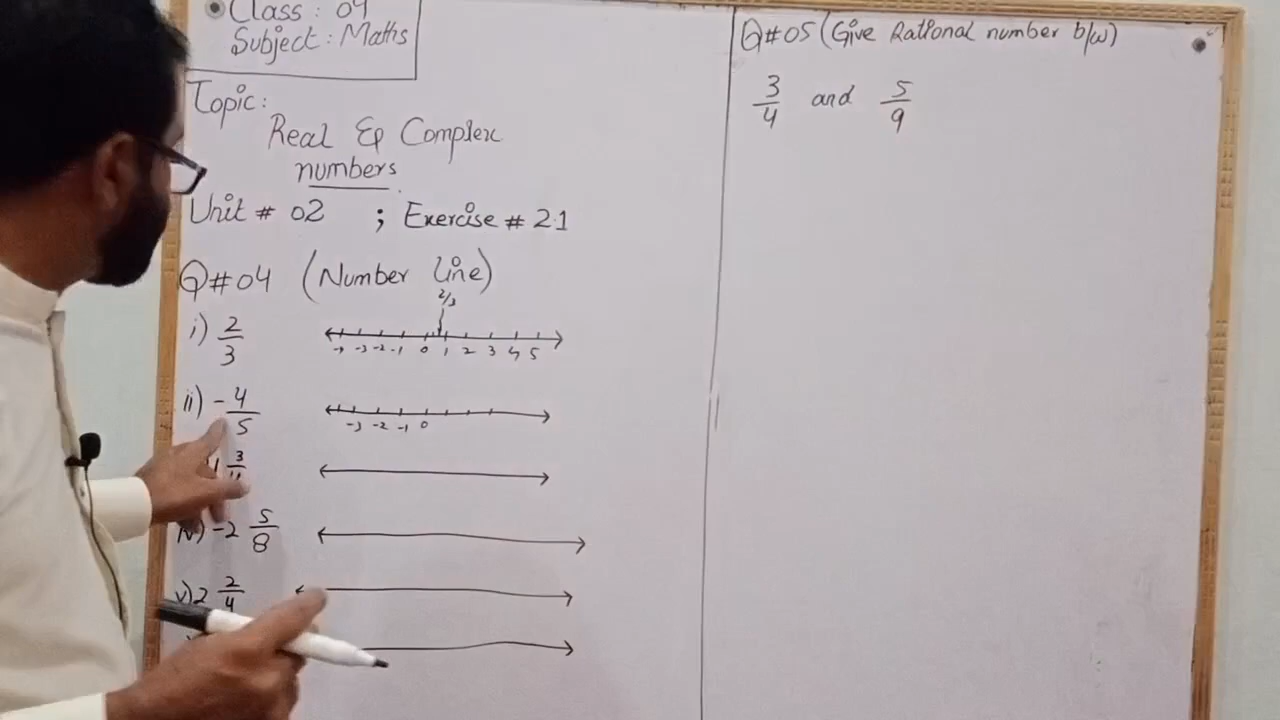 Class : 04
Subject : Maths
Topic:
Real & Complex
numbers
Unit # 02 ; Exercise # 2.1
Q#04 (Number line)
2/3
i) 2/3
-3 -2 -1 0 1 2 3 4 5
ii) -4/5
-3 -2 -1 0
3/4
iv) -2 5/8
v) 2 2/4
Q#05 (Give Rational number b/w)
3/4 and 5/9